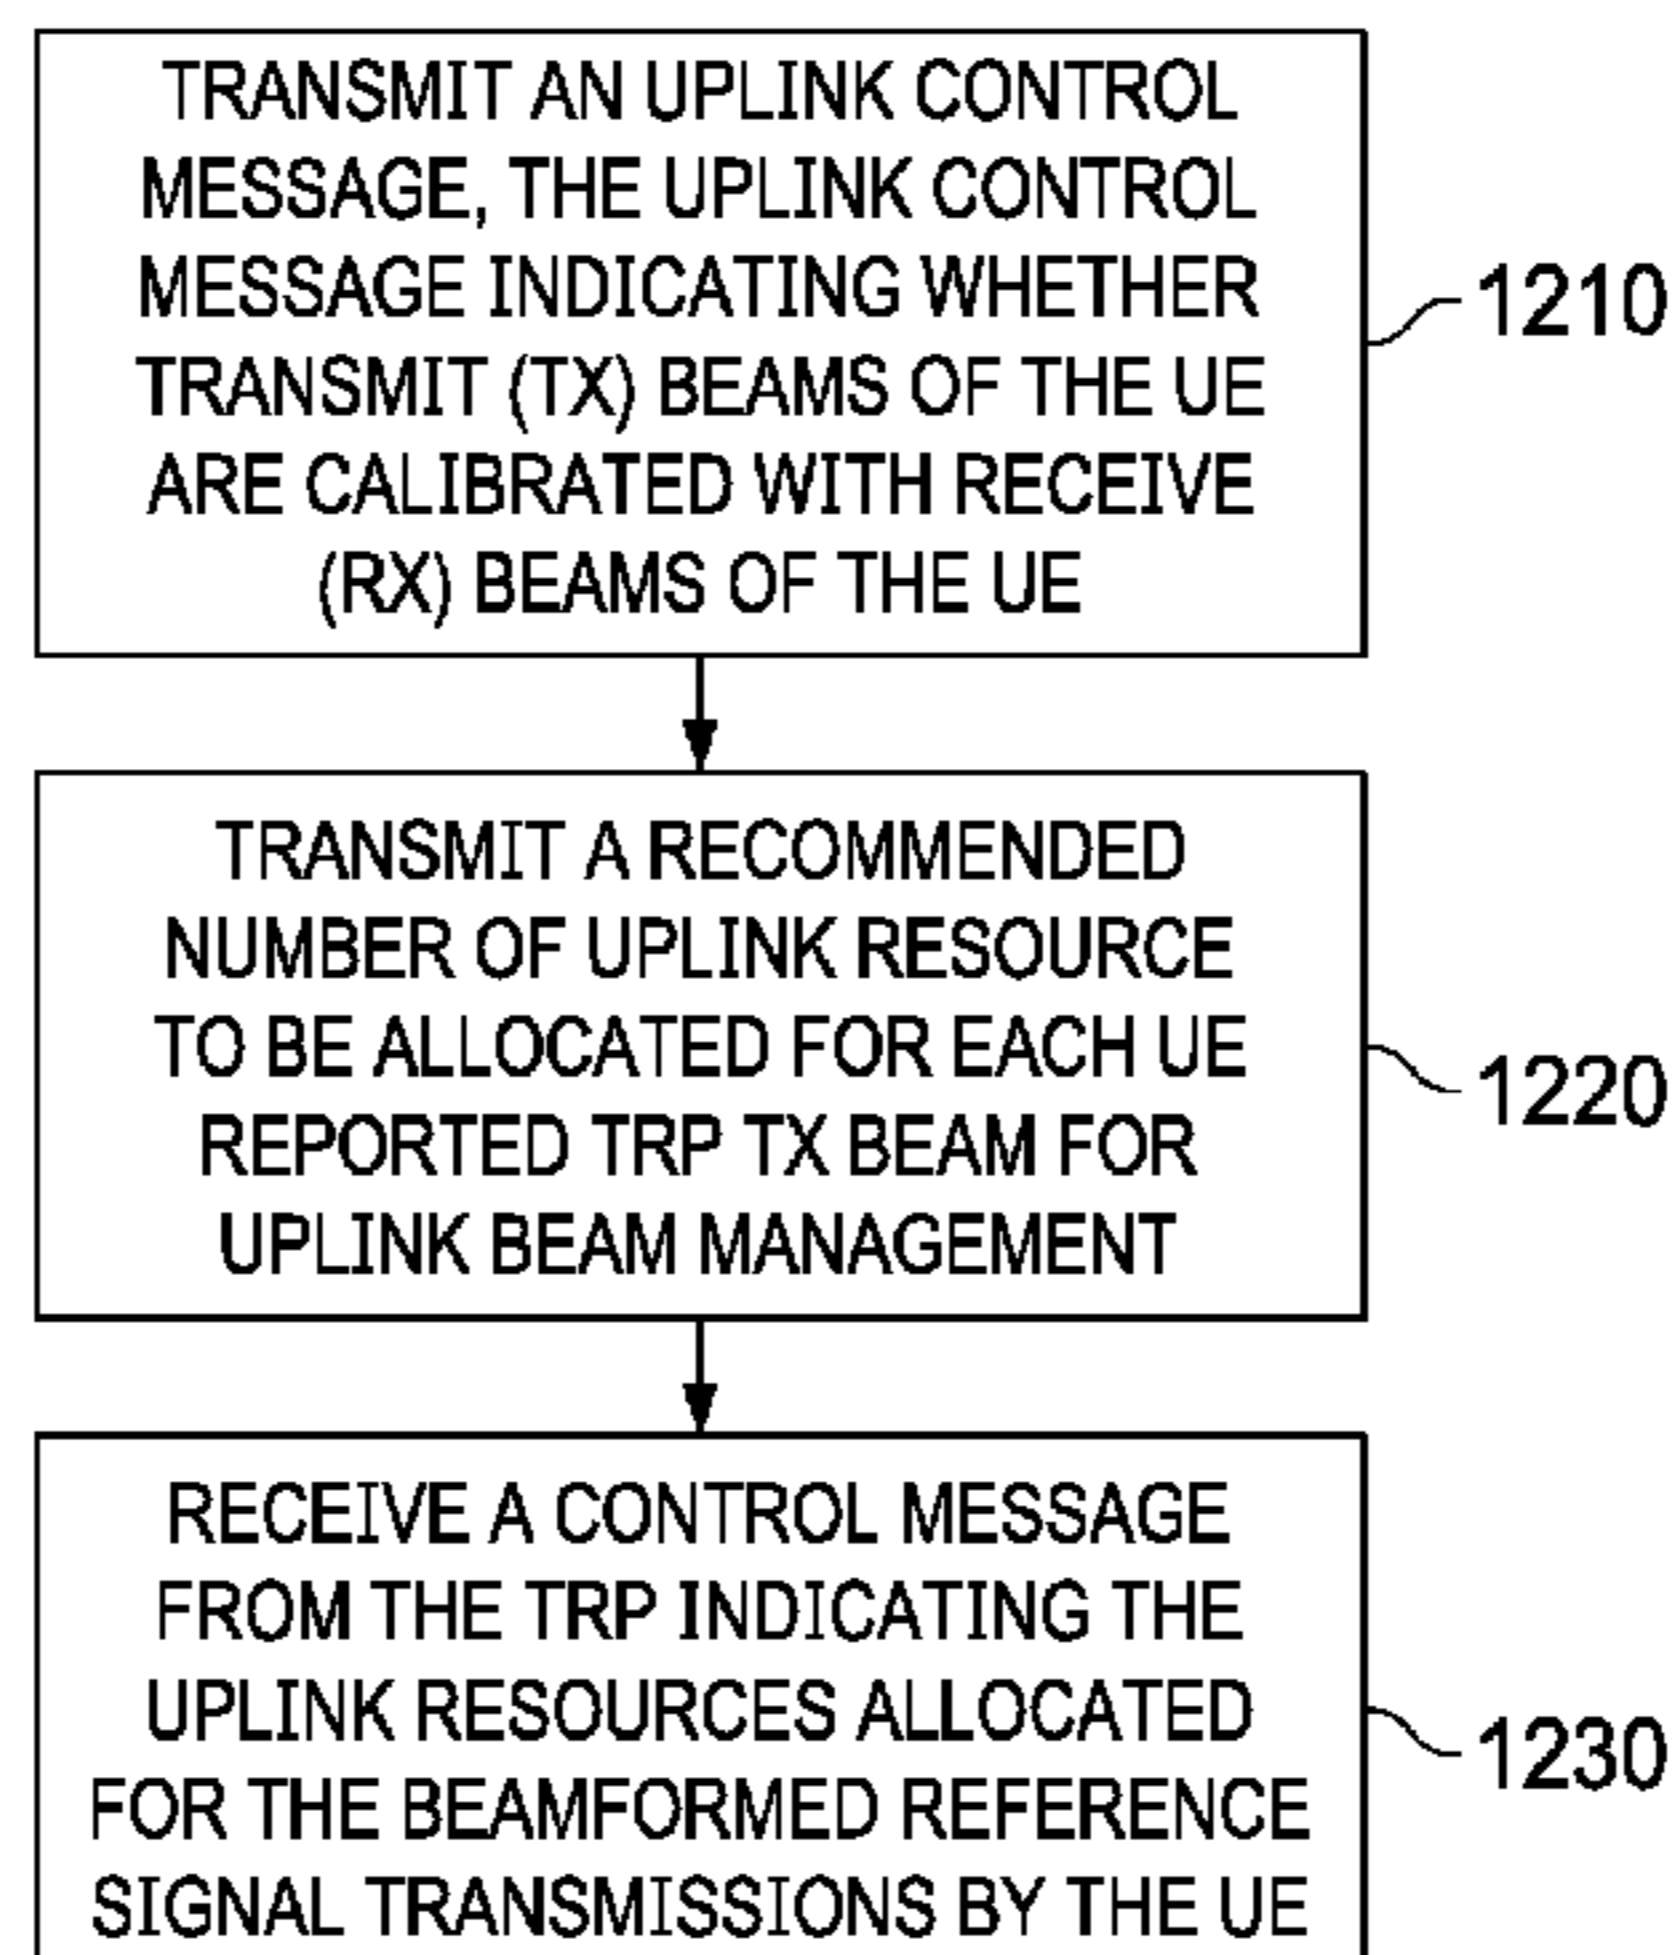 TRANSMIT AN UPLINK CONTROL
MESSAGE, THE UPLINK CONTROL
MESSAGE INDICATING WHETHER
TRANSMIT (TX) BEAMS OF THE UE
ARE CALIBRATED WITH RECEIVE
(RX) BEAMS OF THE UE
1210
TRANSMIT A RECOMMENDED
NUMBER OF UPLINK RESOURCE
TO BE ALLOCATED FOR EACH UE
REPORTED TRP TX BEAM FOR
UPLINK BEAM MANAGEMENT
1220
RECEIVE A CONTROL MESSAGE
FROM THE TRP INDICATING THE
UPLINK RESOURCES ALLOCATED
FOR THE BEAMFORMED REFERENCE
SIGNAL TRANSMISSIONS BY THE UE
1230